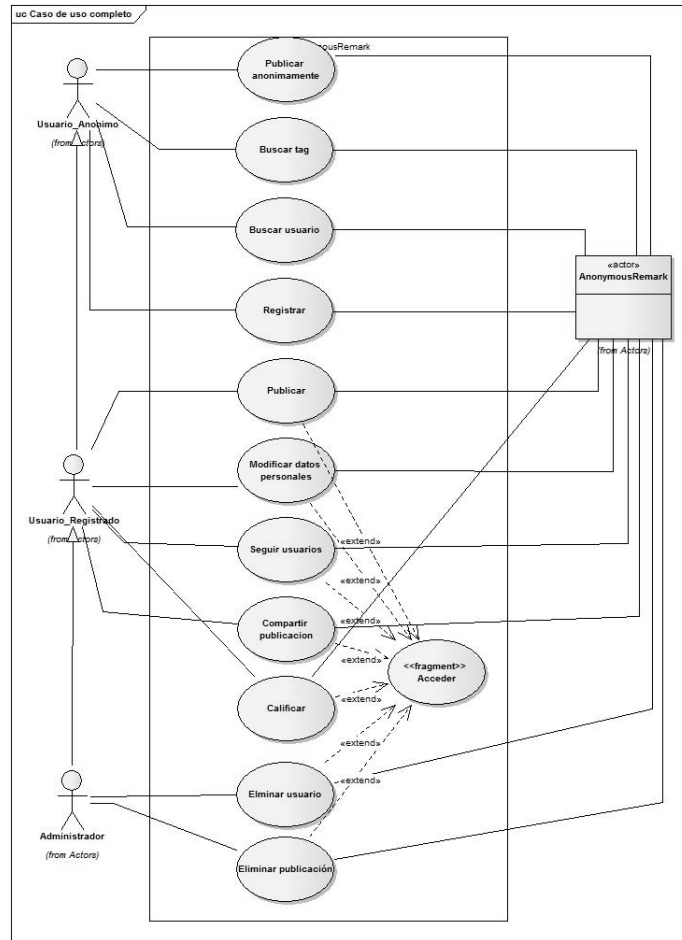 uc Caso de uso completo
ousRemark
Publicar
anonimamente
Usuario_Anonimo
(from Actors)
Buscar tag
Buscar usuario
«actor»
AnonymousRemark
(from Actors)
Registrar
Publicar
Usuario_Registrado
(from Actors)
Modificar datos
personales
Seguir usuarios
«extend»
«extend»
Compartir
publicacion
«extend»
«extend»
<<fragment>>
Acceder
Calificar
«extend»
«extend»
«extend»
Elminar usuario
Administrador
(from Actors)
Eliminar publicación